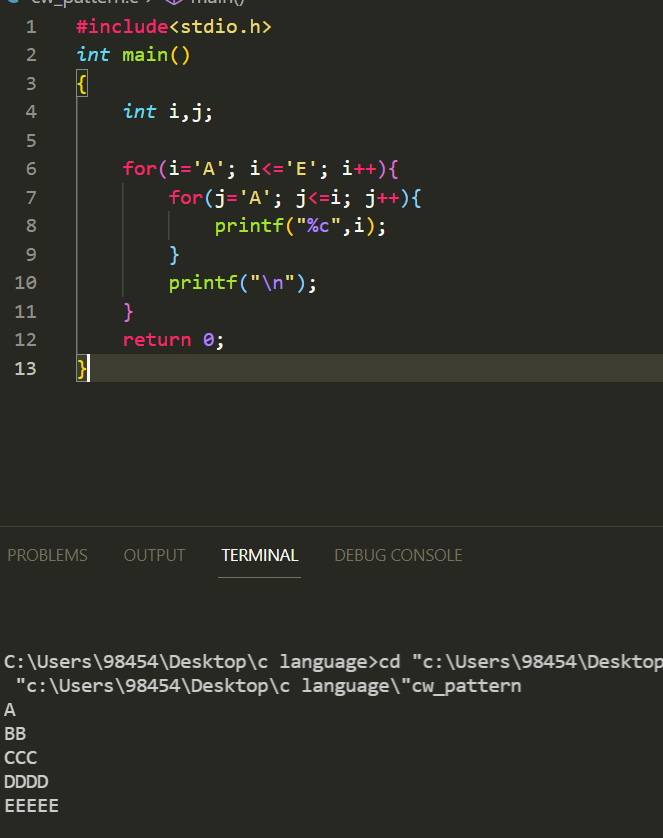 cw_pattern.c > main()
1 #include<stdio.h>
2 int main()
3 {
4     int i,j;
5
6     for(i='A'; i<='E'; i++){
7         for(j='A'; j<=i; j++){
8             printf("%c",i);
9         }
10         printf("\n");
11     }
12     return 0;
13 }
PROBLEMS OUTPUT TERMINAL DEBUG CONSOLE
C:\Users\98454\Desktop\c language>cd "c:\Users\98454\Desktop
 "c:\Users\98454\Desktop\c language\"cw_pattern
A
BB
CCC
DDDD
EEEEE